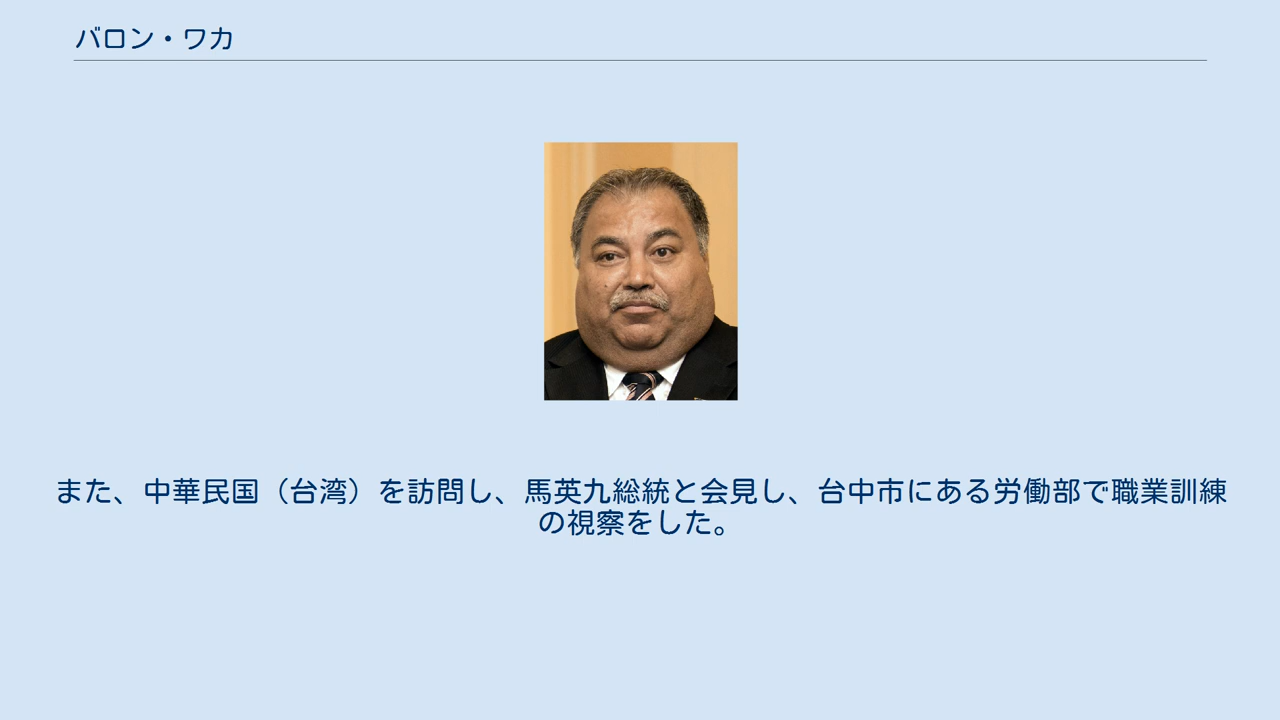 バロン・ワカ
また、中華民国（台湾）を訪問し、馬英九総統と会見し、台中市にある労働部で職業訓練
の視察をした。